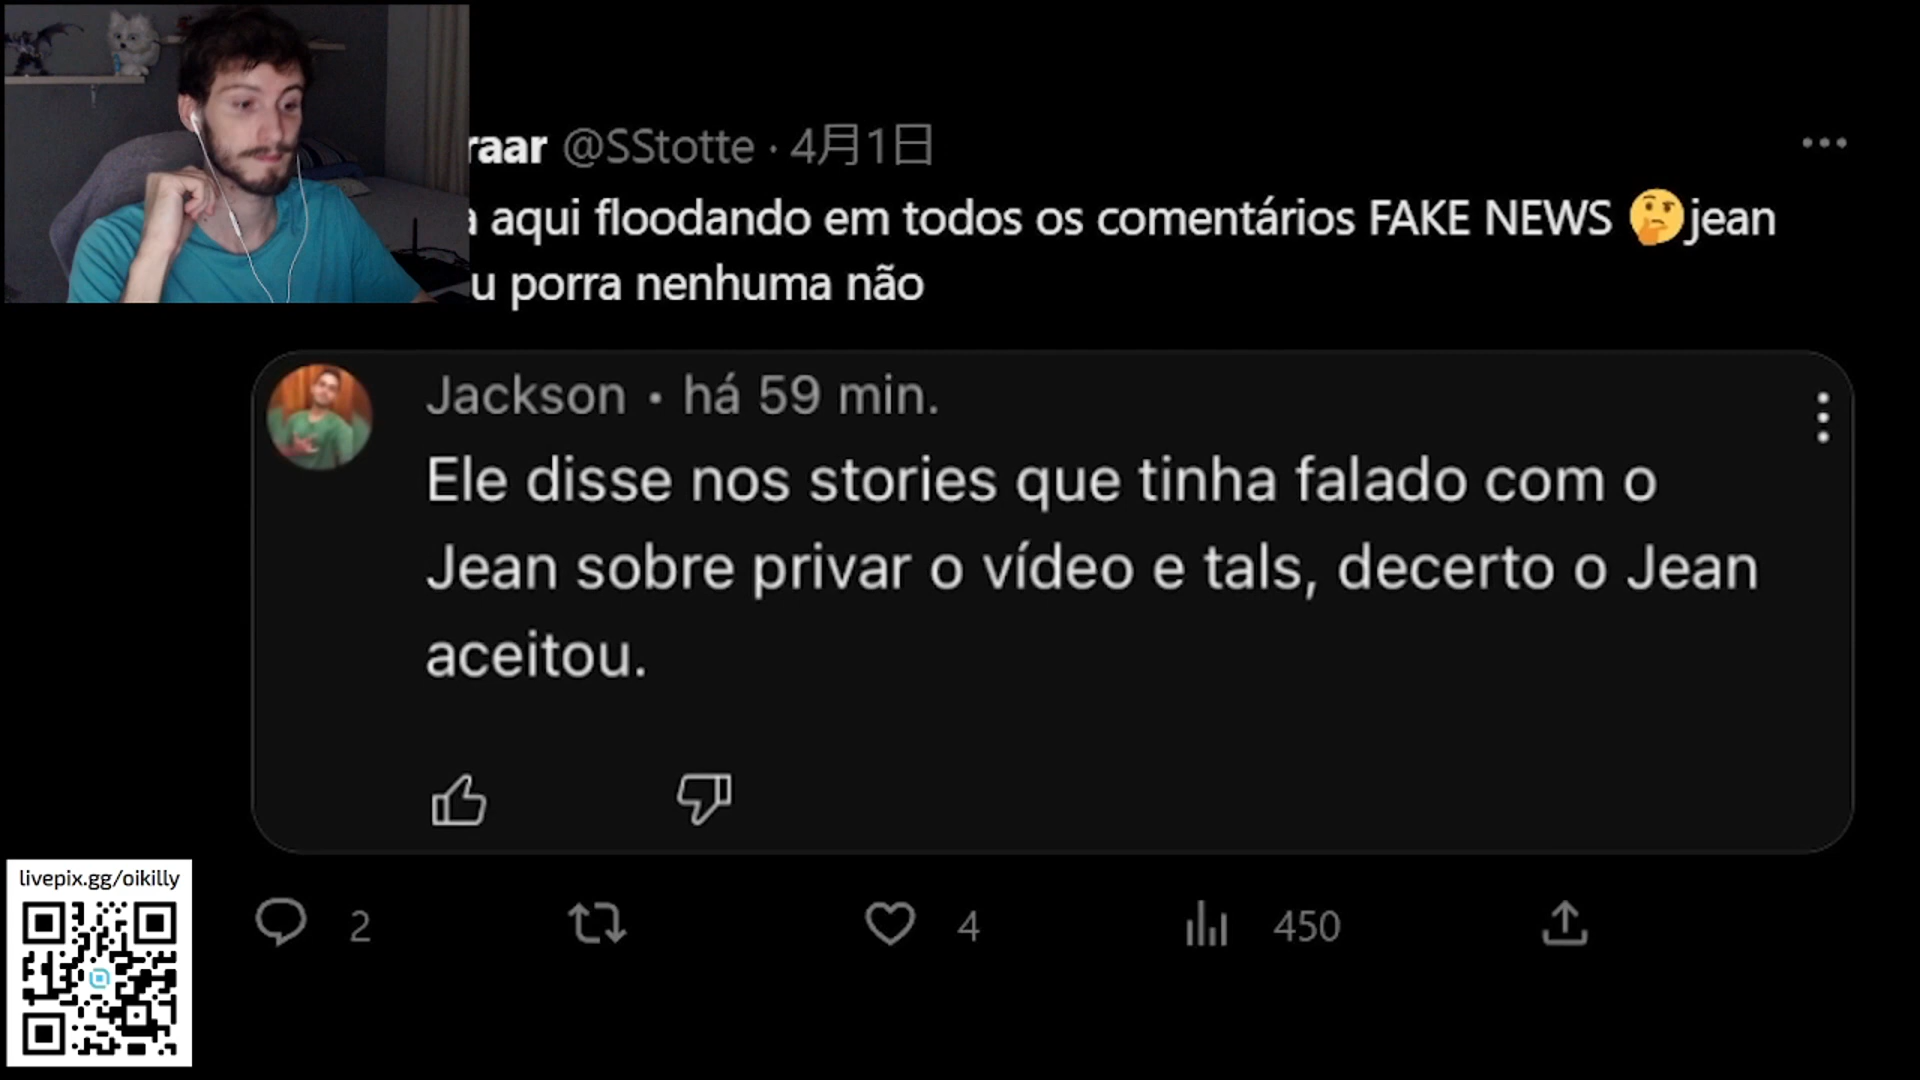 raar @SStotte · 4月1日
aqui floodando em todos os comentários FAKE NEWS 🤔jean
u porra nenhuma não
Jackson • há 59 min.
Ele disse nos stories que tinha falado com o
Jean sobre privar o vídeo e tals, decerto o Jean
aceitou.
2 4 450
livepix.gg/oikilly